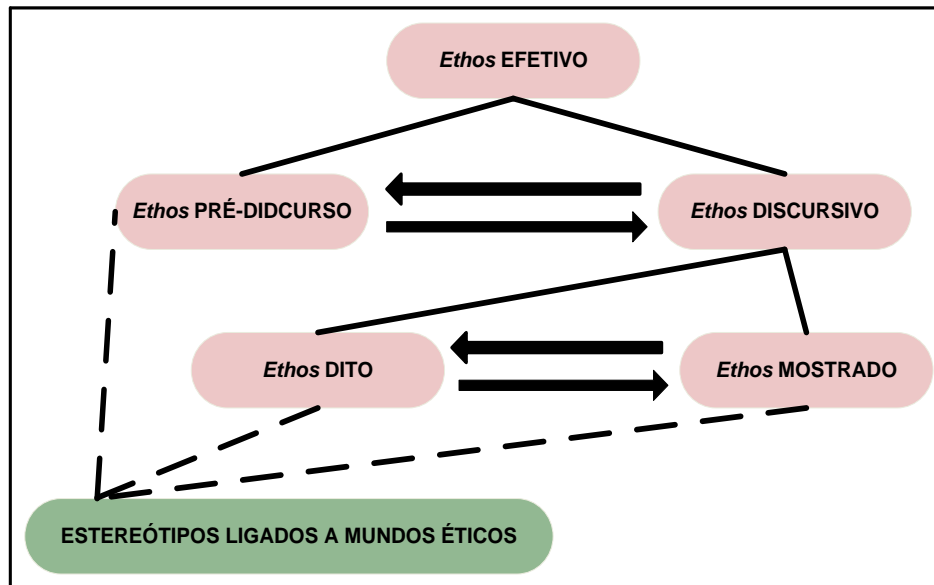 Ethos EFETIVO
Ethos PRÉ-DIDCURSO
Ethos DISCURSIVO
Ethos DITO
Ethos MOSTRADO
ESTEREÓTIPOS LIGADOS A MUNDOS ÉTICOS